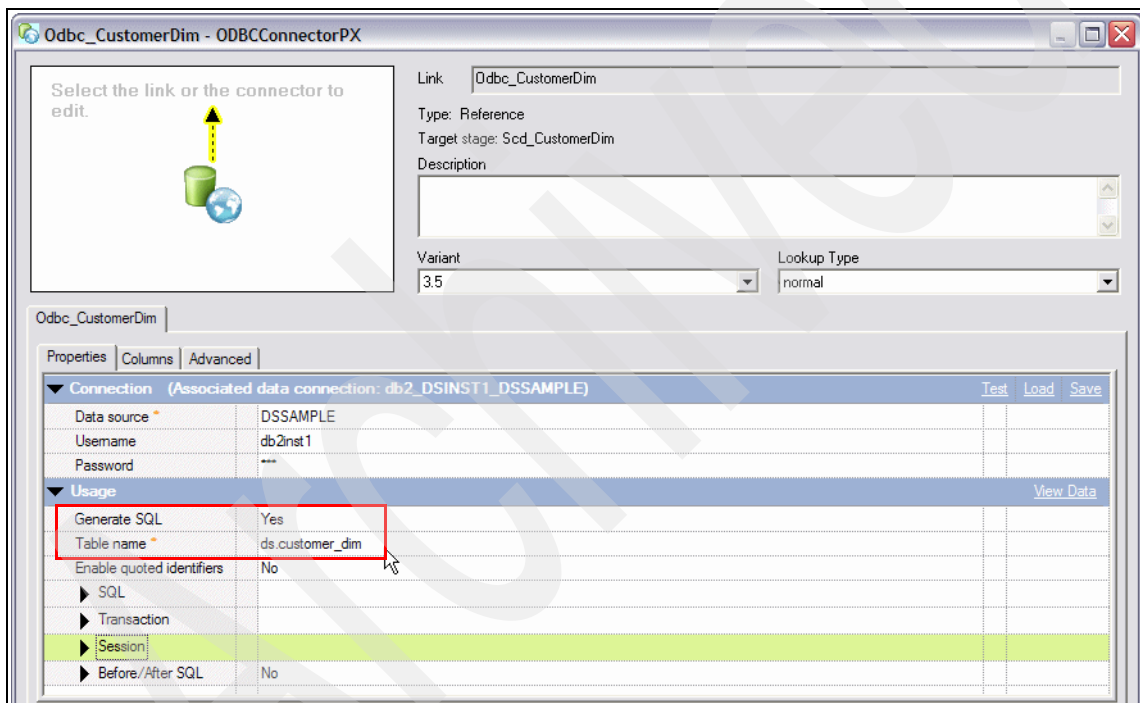 Odbc_CustomerDim - ODBCConnectorPX
Select the link or the connector to
edit.
Link Odbc_CustomerDim
Type: Reference
Target stage: Scd_CustomerDim
Description
Variant Lookup Type
3.5 normal
Odbc_CustomerDim
Properties Columns Advanced
Connection (Associated data connection: db2_DSINST1_DSSAMPLE) Test Load Save
Data source * DSSAMPLE
Username db2inst1
Password ***
Usage View Data
Generate SQL Yes
Table name * ds.customer_dim
Enable quoted identifiers No
SQL
Transaction
Session
Before/After SQL No
Archived